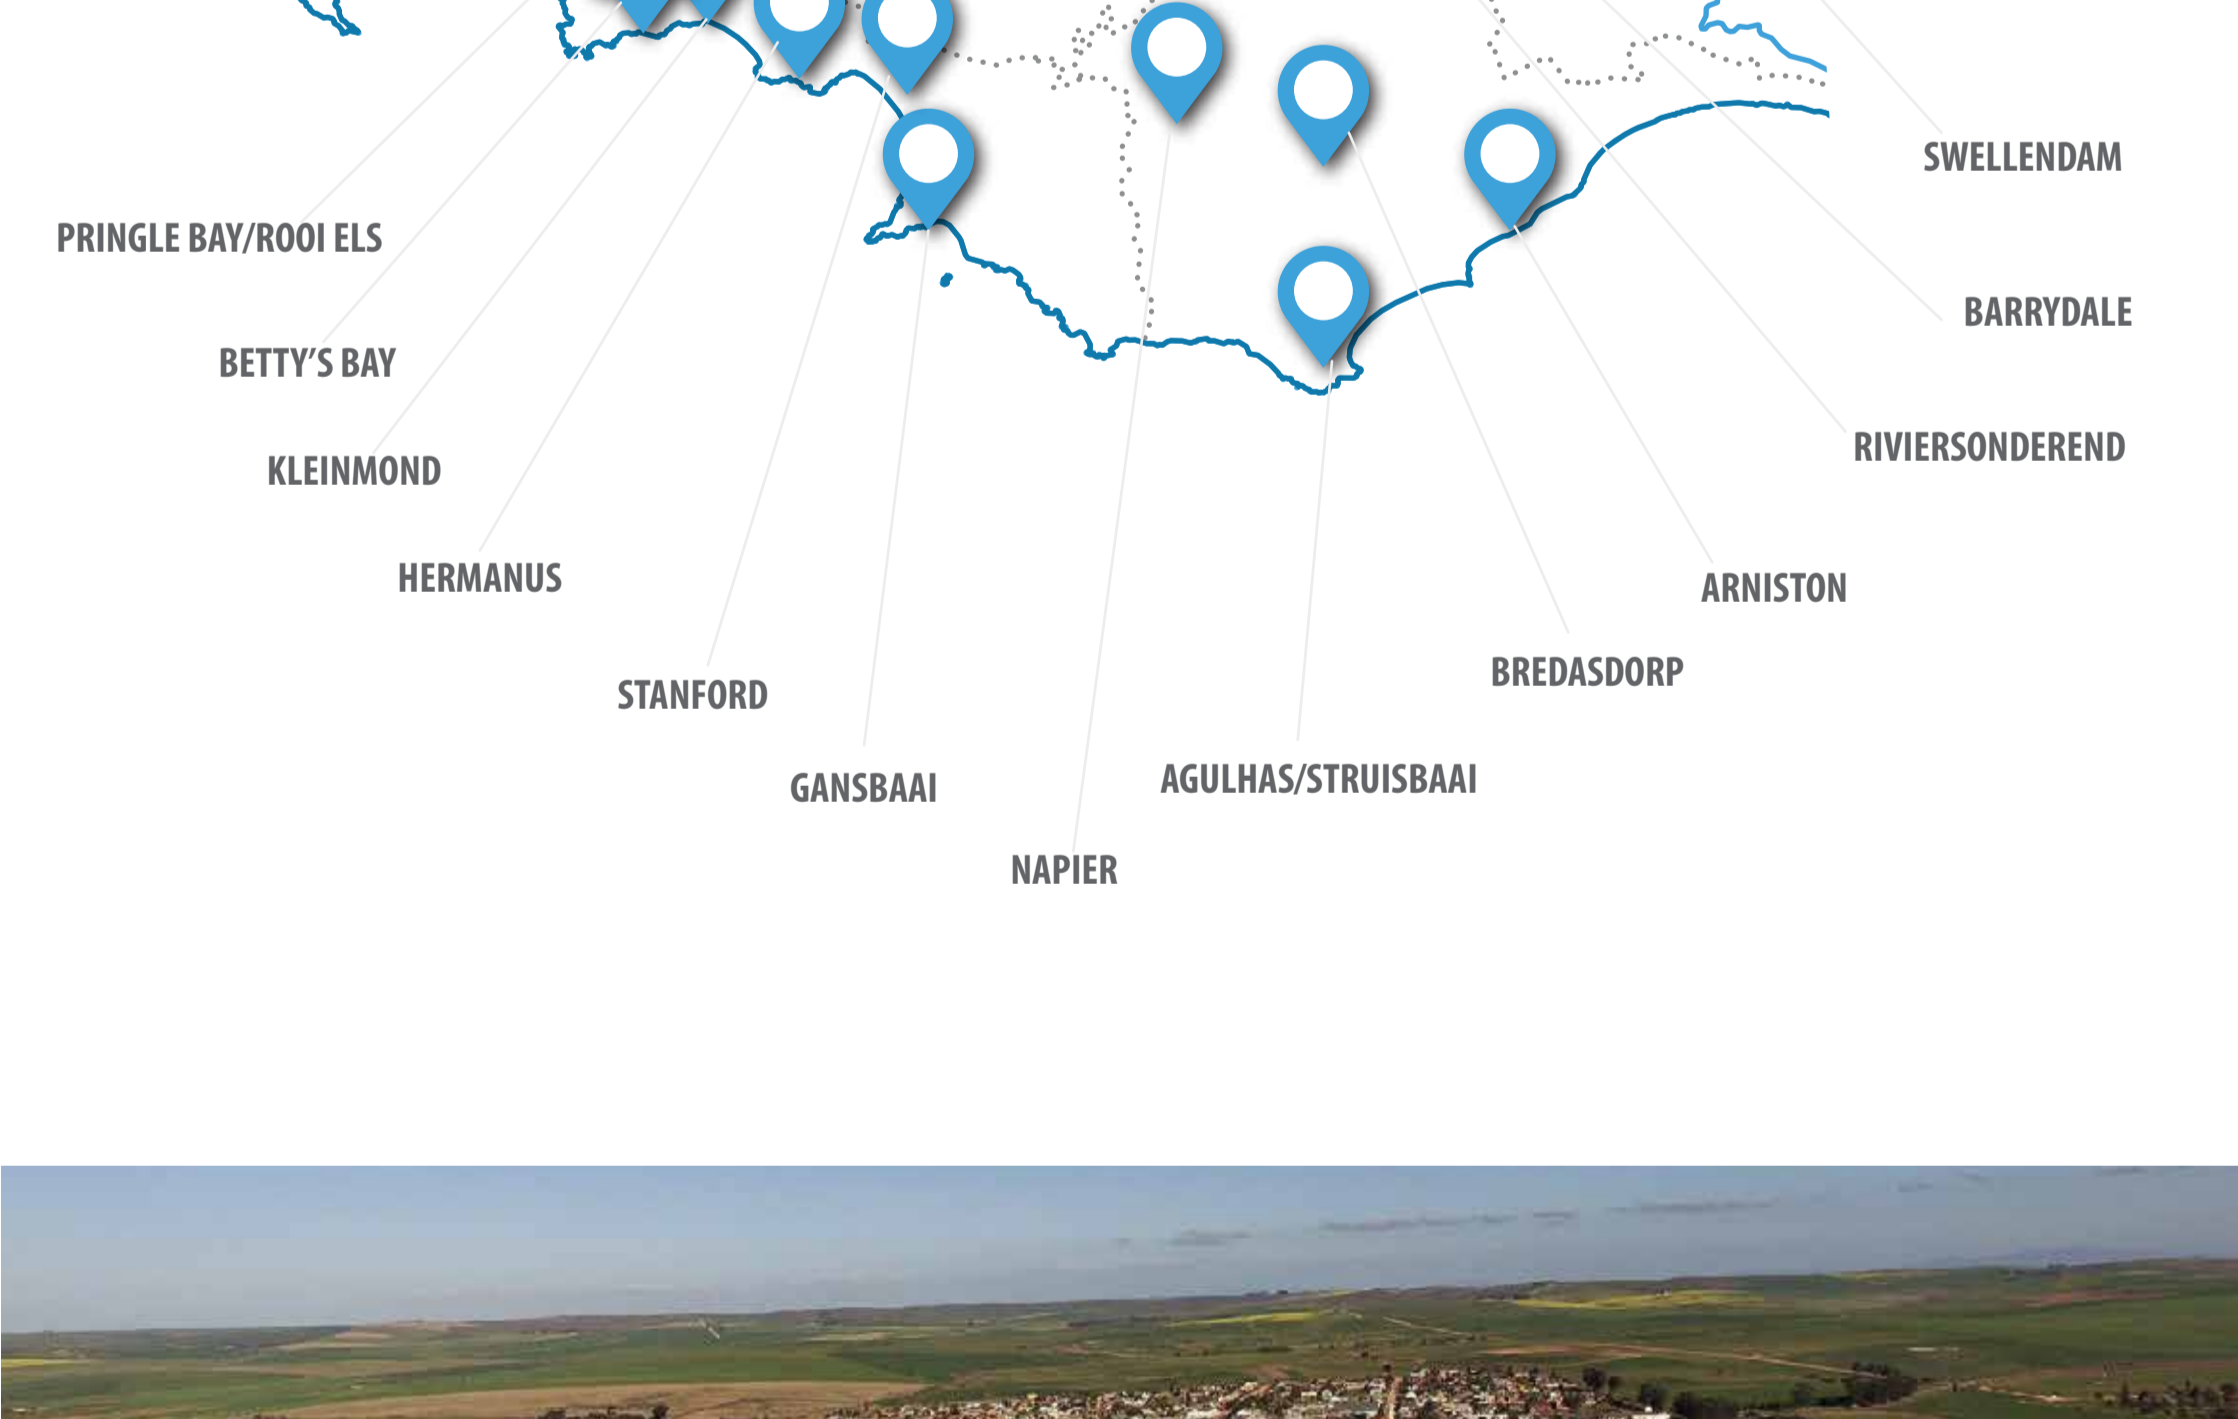 SWELLENDAM
PRINGLE BAY/ROOI ELS
BARRYDALE
BETTY’S BAY
RIVIERSONDEREND
KLEINMOND
HERMANUS
ARNISTON
BREDASDORP
STANFORD
AGULHAS/STRUISBAAI
GANSBAAI
NAPIER